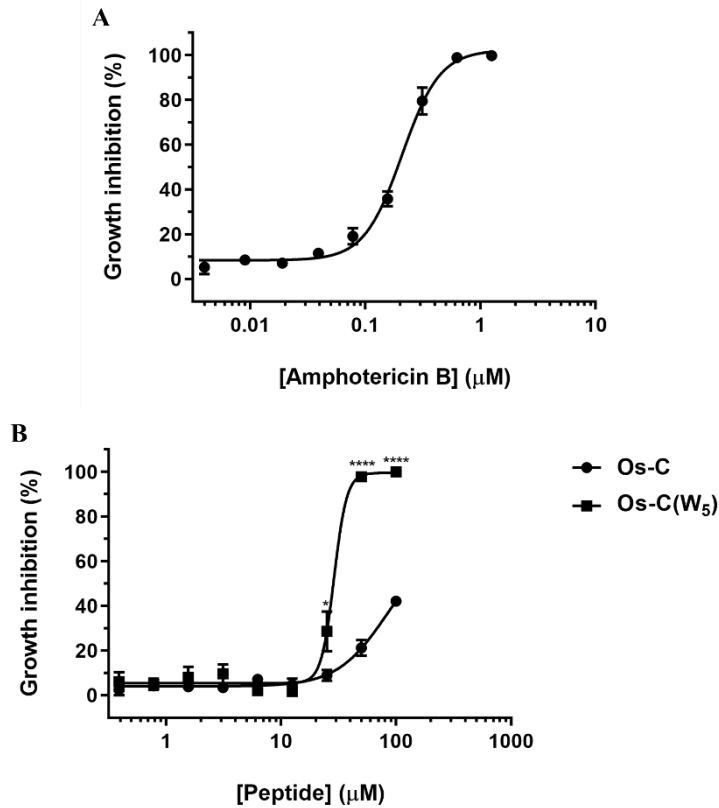 A
Growth inhibition (%)
100
80
60
40
20
0
0.01
0.1
1
10
[Amphotericin B] (μM)
B
Growth inhibition (%)
100
80
60
40
20
0
****
****
*
1
10
100
1000
[Peptide] (μM)
Os-C
Os-C(W₅)